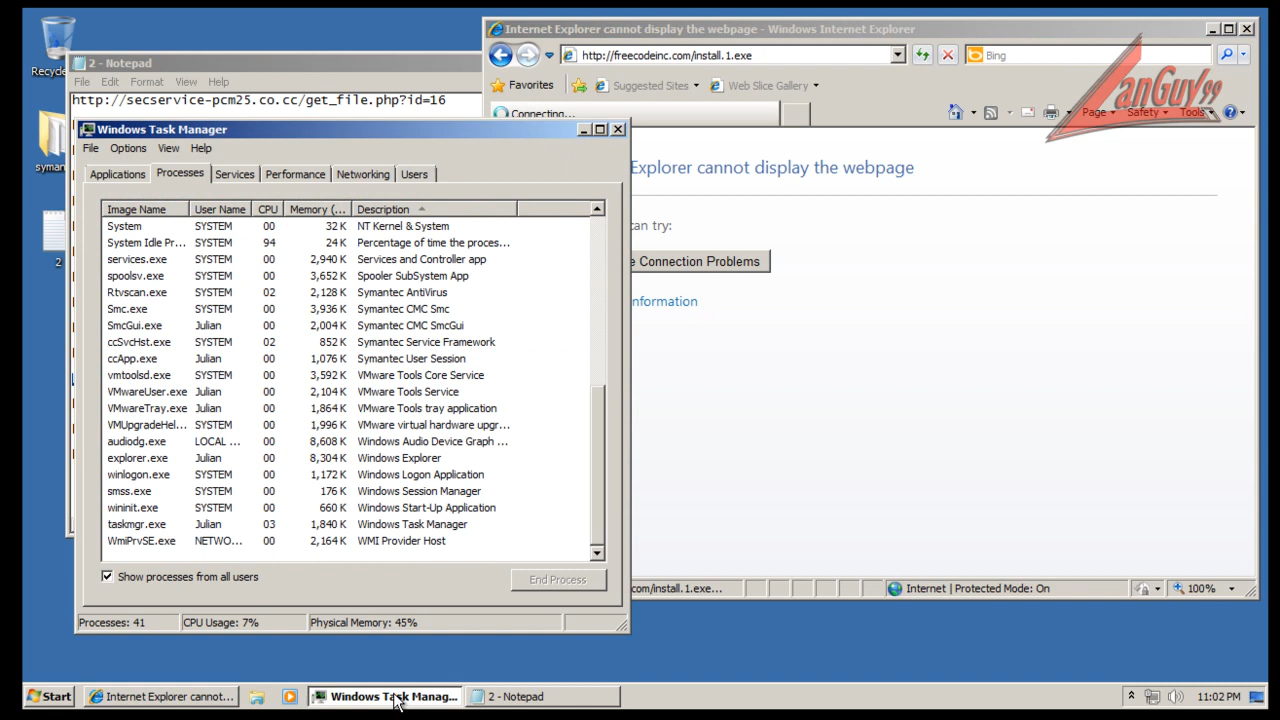 Recycle
syman
2
2 - Notepad
File Edit Format View Help
http://secservice-pcm25.co.cc/get_file.php?id=16
Internet Explorer cannot display the webpage - Windows Internet Explorer
http://freecodeinc.com/install.1.exe
Bing
Favorites Suggested Sites Web Slice Gallery
Connecting...
Page Safety Tools
anGuy99
Explorer cannot display the webpage
can try:
e Connection Problems
nformation
com/install.1.exe... Internet | Protected Mode: On 100%
Windows Task Manager
File Options View Help
Applications Processes Services Performance Networking Users
Image Name User Name CPU Memory (... Description
System SYSTEM 00 32 K NT Kernel & System
System Idle Pr... SYSTEM 94 24 K Percentage of time the proces...
services.exe SYSTEM 00 2,940 K Services and Controller app
spoolsv.exe SYSTEM 00 3,652 K Spooler SubSystem App
Rtvscan.exe SYSTEM 02 2,128 K Symantec AntiVirus
Smc.exe SYSTEM 00 3,936 K Symantec CMC Smc
SmcGui.exe Julian 00 2,004 K Symantec CMC SmcGui
ccSvcHst.exe SYSTEM 02 852 K Symantec Service Framework
ccApp.exe Julian 00 1,076 K Symantec User Session
vmtoolsd.exe SYSTEM 00 3,592 K VMware Tools Core Service
VMwareUser.exe Julian 00 2,104 K VMware Tools Service
VMwareTray.exe Julian 00 1,864 K VMware Tools tray application
VMUpgradeHel... SYSTEM 00 1,996 K VMware virtual hardware upgr...
audiodg.exe LOCAL ... 00 8,608 K Windows Audio Device Graph ...
explorer.exe Julian 00 8,304 K Windows Explorer
winlogon.exe SYSTEM 00 1,172 K Windows Logon Application
smss.exe SYSTEM 00 176 K Windows Session Manager
wininit.exe SYSTEM 00 660 K Windows Start-Up Application
taskmgr.exe Julian 03 1,840 K Windows Task Manager
WmiPrvSE.exe NETWO... 00 2,164 K WMI Provider Host
Show processes from all users
End Process
Processes: 41 CPU Usage: 7% Physical Memory: 45%
Start Internet Explorer cannot... Windows Task Manag... 2 - Notepad 11:02 PM